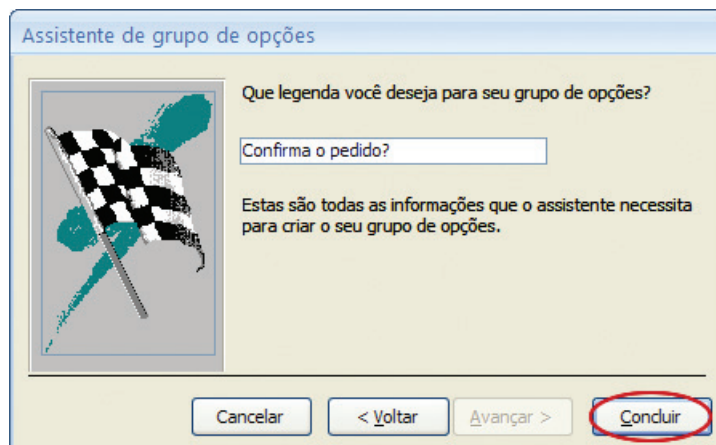 Assistente de grupo de opções
Que legenda você deseja para seu grupo de opções?
Confirma o pedido?
Estas são todas as informações que o assistente necessita
para criar o seu grupo de opções.
Cancelar
< Voltar
Avançar >
Concluir